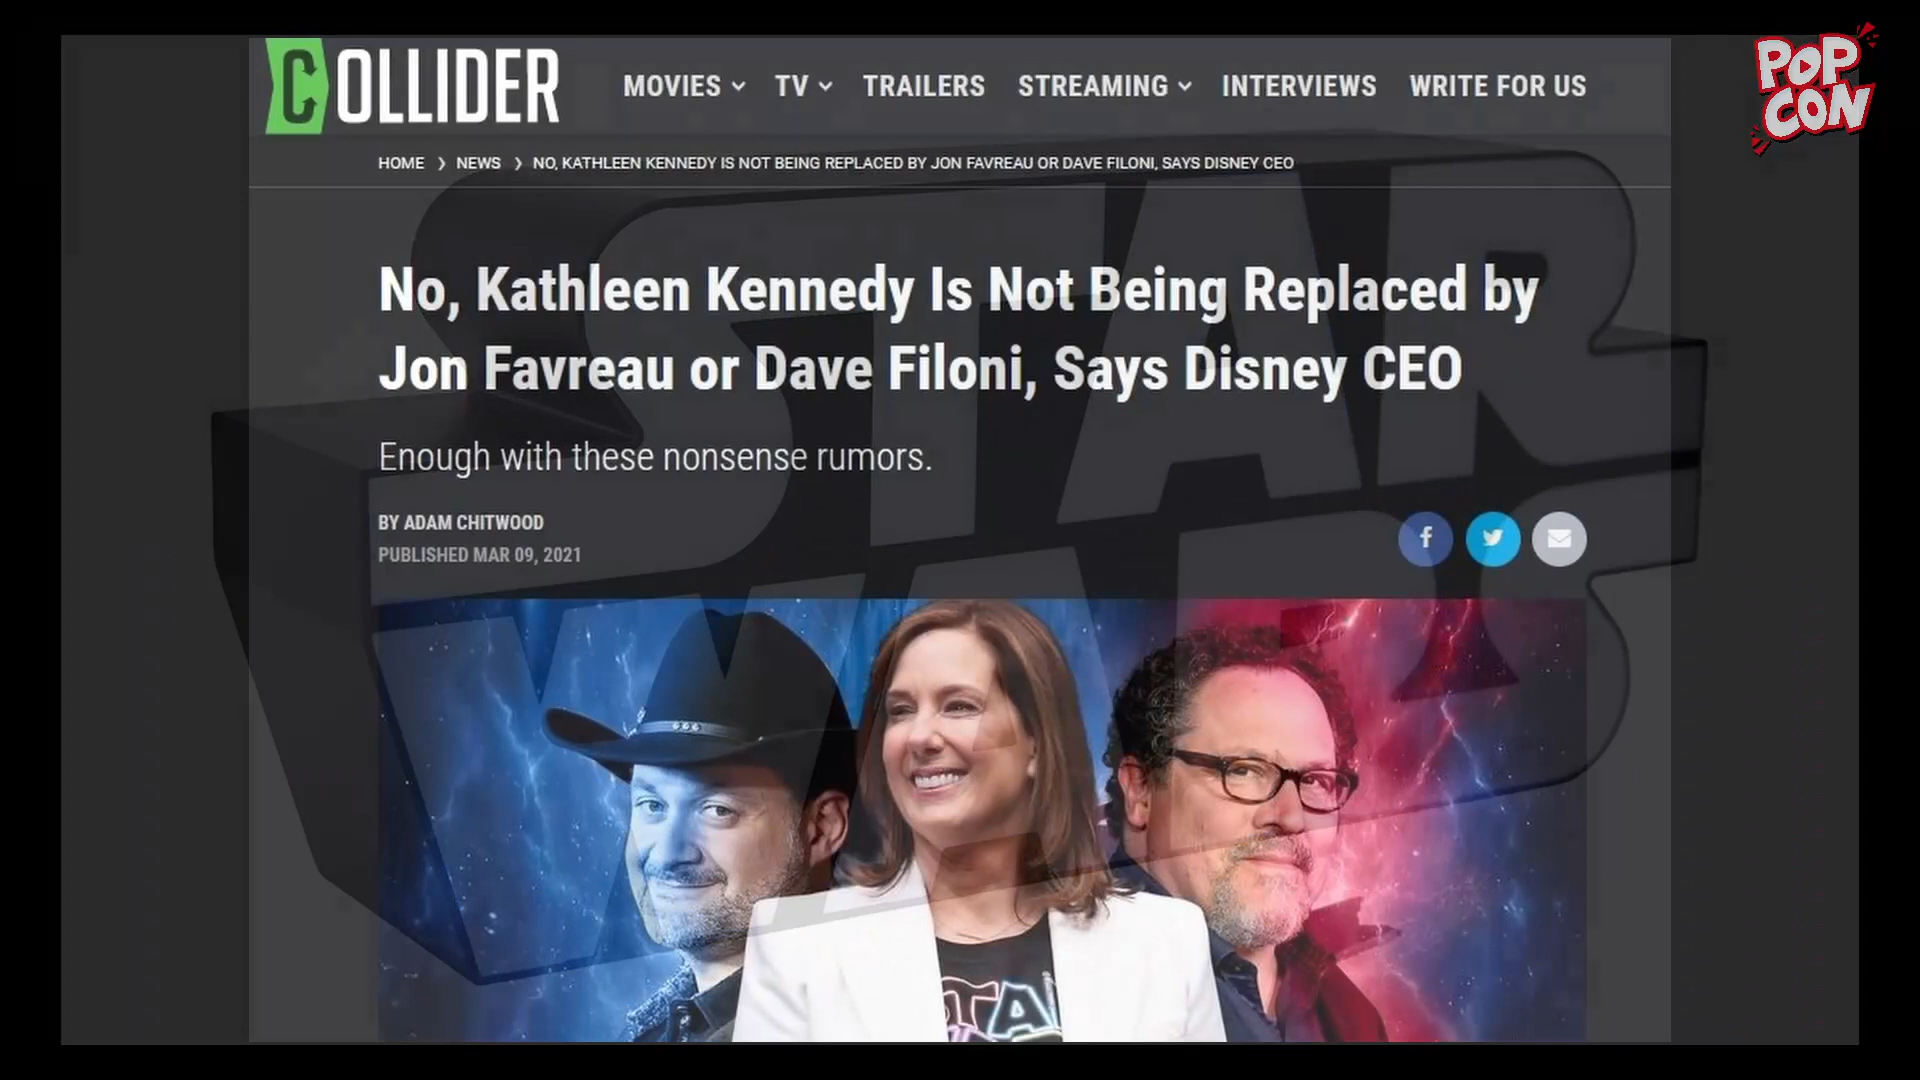 COLLIDER
MOVIES TV TRAILERS STREAMING INTERVIEWS WRITE FOR US
POP
CON
HOME > NEWS > NO, KATHLEEN KENNEDY IS NOT BEING REPLACED BY JON FAVREAU OR DAVE FILONI, SAYS DISNEY CEO
No, Kathleen Kennedy Is Not Being Replaced by
Jon Favreau or Dave Filoni, Says Disney CEO
Enough with these nonsense rumors.
BY ADAM CHITWOOD
PUBLISHED MAR 09, 2021
STAR
WARS